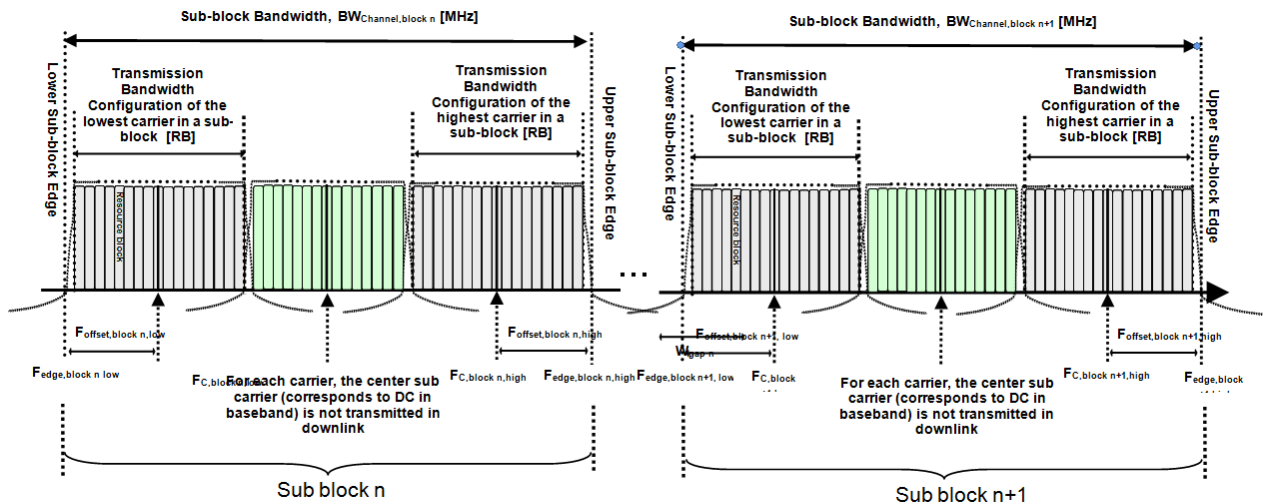 Sub-block Bandwidth, BWChannel,block n [MHz]
Sub-block Bandwidth, BWChannel,block n+1 [MHz]
Lower Sub-block Edge
Transmission
Bandwidth
Configuration of the
lowest carrier in a sub-
block [RB]
Transmission
Bandwidth
Configuration of the
highest carrier in
a sub-block [RB]
Upper Sub-block Edge
Lower Sub-block Edge
Transmission
Bandwidth
Configuration of the
lowest carrier in a
sub-block [RB]
Transmission
Bandwidth
Configuration of the
highest carrier in a
sub-block [RB]
Upper Sub-block Edge
Resource block
Resource block
...
Foffset,block n,low
Foffset,block n,high
Foffset,block n+1, low
Foffset,block n+1,high
Wgap n
Fedge,block n low
FC,block n,low
FC,block n,high
Fedge,block n,high
Fedge,block n+1, low
FC,block
FC,block n+1,high
Fedge,block
For each carrier, the center sub
carrier (corresponds to DC in
baseband) is not transmitted in
downlink
For each carrier, the center sub
carrier (corresponds to DC in
baseband) is not transmitted in
downlink
Sub block n
Sub block n+1